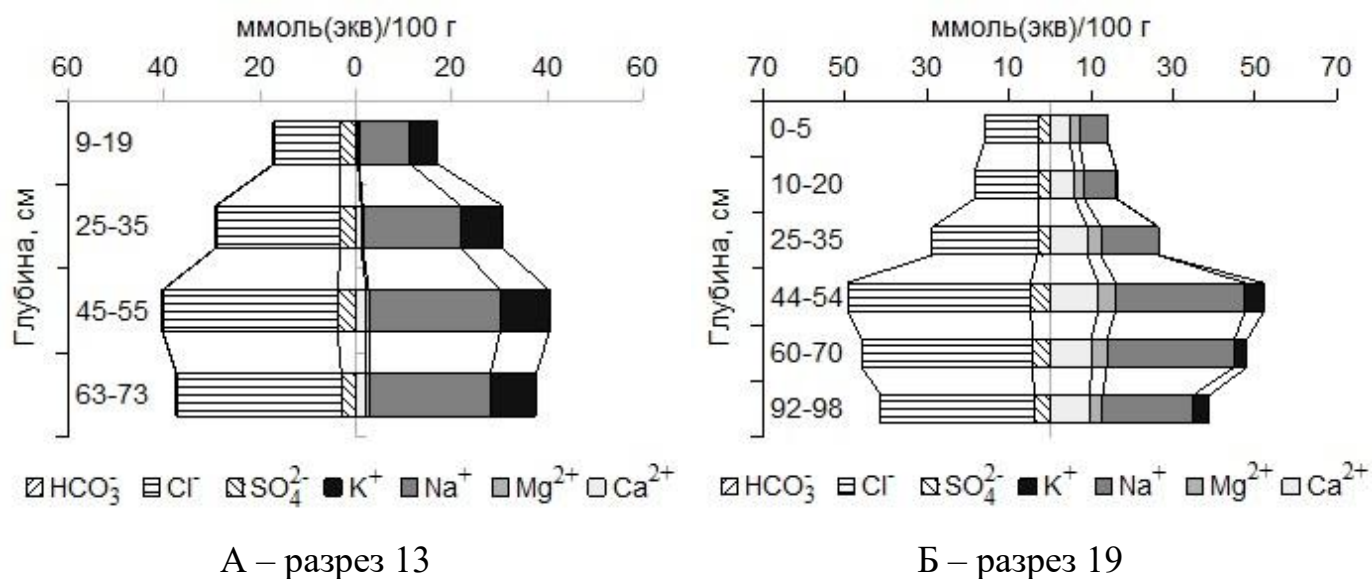 ммоль(экв)/100 г
60 40 20 0 20 40 60
Глубина, см
9-19
25-35
45-55
63-73
HCO₃⁻ Cl⁻ SO₄²⁻ K⁺ Na⁺ Mg²⁺ Ca²⁺
А – разрез 13
ммоль(экв)/100 г
70 50 30 10 10 30 50 70
Глубина, см
0-5
10-20
25-35
44-54
60-70
92-98
HCO₃⁻ Cl⁻ SO₄²⁻ K⁺ Na⁺ Mg²⁺ Ca²⁺
Б – разрез 19